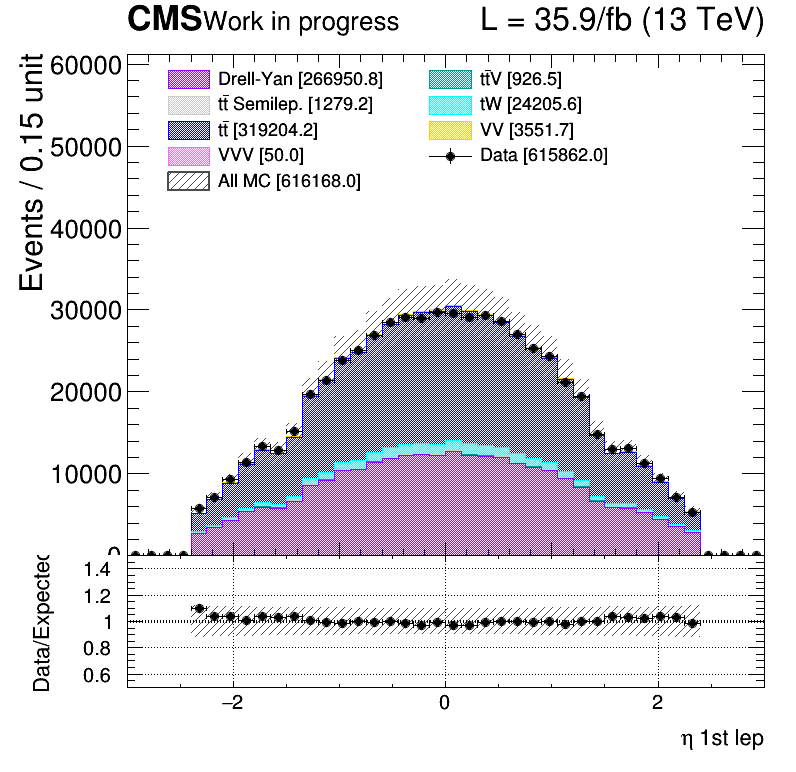 CMS Work in progress L = 35.9/fb (13 TeV)
Events / 0.15 unit
60000
50000
40000
30000
20000
10000
0
Drell-Yan [266950.8]
tt̄ Semilep. [1279.2]
tt̄ [319204.2]
VVV [50.0]
All MC [616168.0]
tt̄V [926.5]
tW [24205.6]
VV [3551.7]
Data [615862.0]
Data/Expected
1.4
1.2
1
0.8
0.6
−2 0 2
η 1st lep